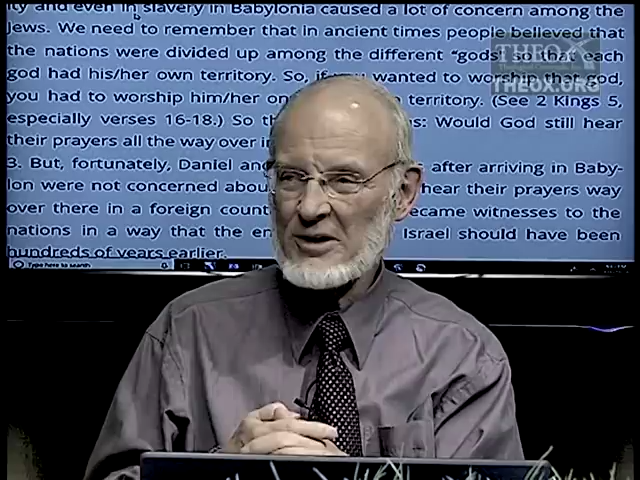 ty and even in slavery in Babylonia caused a lot of concern among the
Jews. We need to remember that in ancient times people believed that
the nations were divided up among the different "gods" so that each
god had his/her own territory. So, if you wanted to worship that god,
you had to worship him/her on territory. (See 2 Kings 5,
especially verses 16-18.) So th s: Would God still hear
their prayers all the way over in
3. But, fortunately, Daniel and after arriving in Baby-
lon were not concerned abou hear their prayers way
over there in a foreign count ecame witnesses to the
nations in a way that the en Israel should have been
hundreds of years earlier.
Type here to search
THEOX
THEOX.ORG